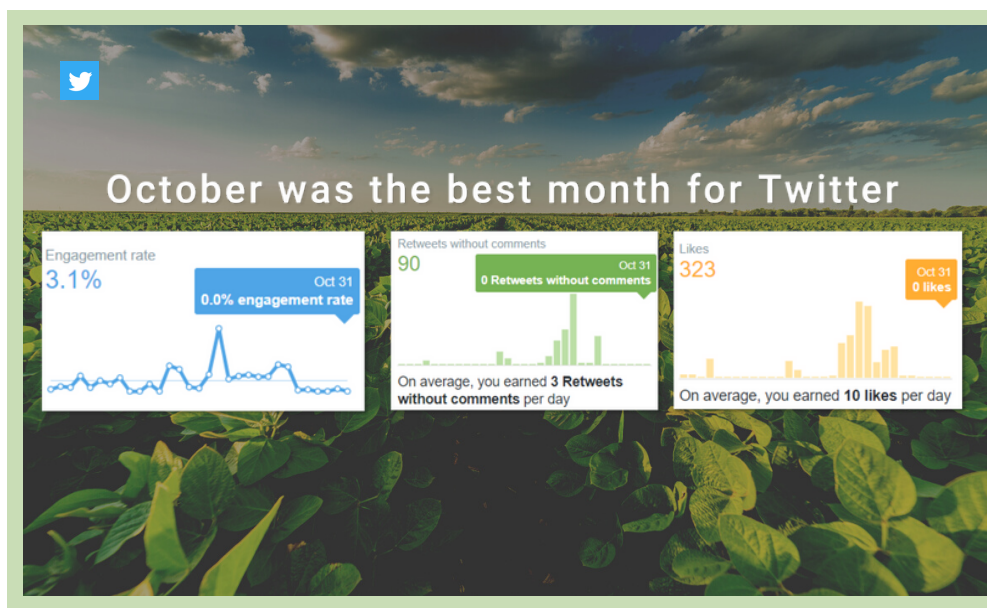 October was the best month for Twitter
Engagement rate
3.1%
Oct 31
0.0% engagement rate
Retweets without comments
90
Oct 31
0 Retweets without comments
On average, you earned 3 Retweets
without comments per day
Likes
323
Oct 31
0 likes
On average, you earned 10 likes per day